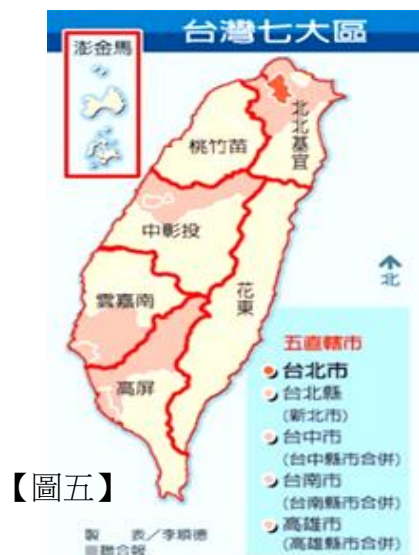 台灣七大區
澎金馬
北北基宜
桃竹苗
中彰投
花東
雲嘉南
高屏
北
五直轄市
台北市
台北縣
(新北市)
台中市
(台中縣市合併)
台南市
(台南縣市合併)
高雄市
(高雄縣市合併)
【圖五】
製 表／李順德
聯合報